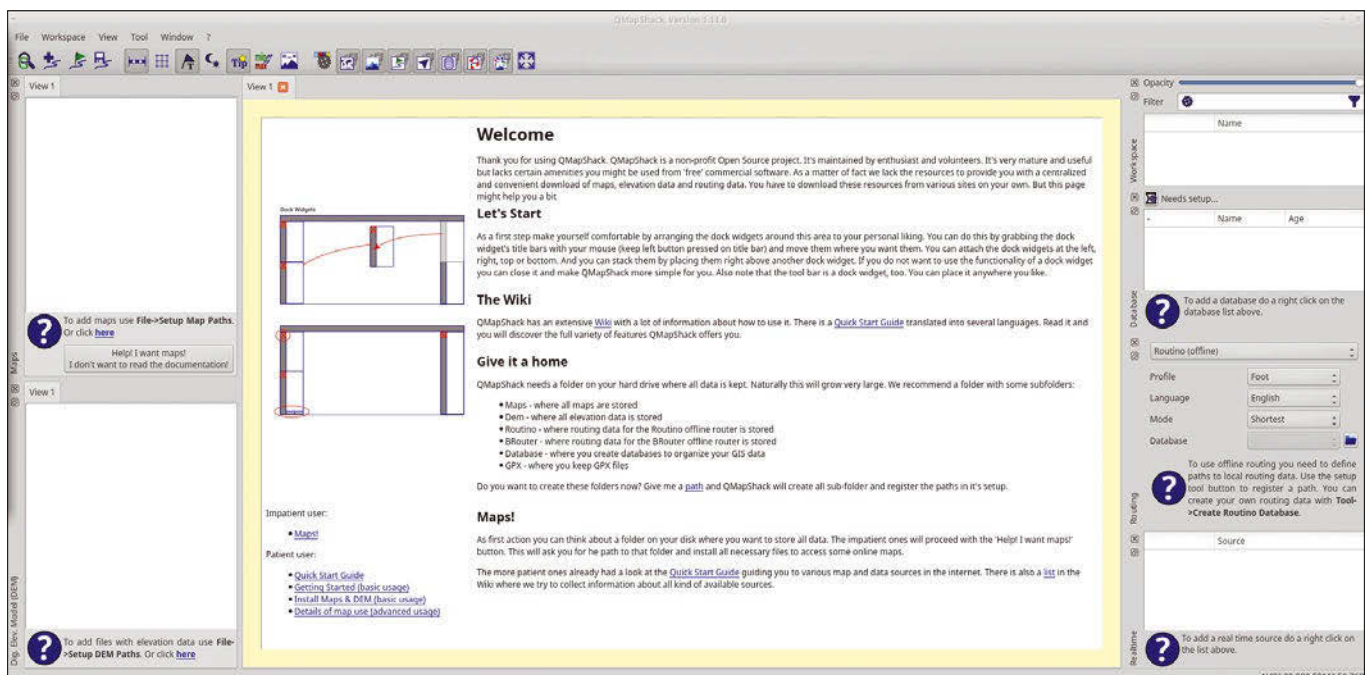 QMapShack, Version 1.11.0
File Workspace View Tool Window ?
Tip
View 1
To add maps use File->Setup Map Paths.
Or click here
Help! I want maps!
I don't want to read the documentation!
Maps
View 1
To add files with elevation data use File-
>Setup DEM Paths. Or click here
Dig. Elev. Model (DEM)
View 1
Dock Widgets
Impatient user:
• Maps!
Patient user:
• Quick Start Guide
• Getting Started (basic usage)
• Install Maps & DEM (basic usage)
• Details of map use (advanced usage)
Welcome
Thank you for using QMapShack. QMapShack is a non-profit Open Source project. It's maintained by enthusiast and volunteers. It's very mature and useful
but lacks certain amenities you might be used from 'free' commercial software. As a matter of fact we lack the resources to provide you with a centralized
and convenient download of maps, elevation data and routing data. You have to download these resources from various sites on your own. But this page
might help you a bit
Let's Start
As a first step make yourself comfortable by arranging the dock widgets around this area to your personal liking. You can do this by grabbing the dock
widget's title bars with your mouse (keep left button pressed on title bar) and move them where you want them. You can attach the dock widgets at the left,
right, top or bottom. And you can stack them by placing them right above another dock widget. If you do not want to use the functionality of a dock widget
you can close it and make QMapShack more simple for you. Also note that the tool bar is a dock widget, too. You can place it anywhere you like.
The Wiki
QMapShack has an extensive Wiki with a lot of information about how to use it. There is a Quick Start Guide translated into several languages. Read it and
you will discover the full variety of features QMapShack offers you.
Give it a home
QMapShack needs a folder on your hard drive where all data is kept. Naturally this will grow very large. We recommend a folder with some subfolders:
• Maps - where all maps are stored
• Dem - where all elevation data is stored
• Routino - where routing data for the Routino offline router is stored
• BRouter - where routing data for the BRouter offline router is stored
• Database - where you create databases to organize your GIS data
• GPX - where you keep GPX files
Do you want to create these folders now? Give me a path and QMapShack will create all sub-folder and register the paths in it's setup.
Maps!
As first action you can think about a folder on your disk where you want to store all data. The impatient ones will proceed with the 'Help! I want maps!'
button. This will ask you for he path to that folder and install all necessary files to access some online maps.
The more patient ones already had a look at the Quick Start Guide guiding you to various map and data sources in the internet. There is also a list in the
Wiki where we try to collect information about all kind of available sources.
Opacity
Filter
Name
Workspace
Needs setup...
- Name Age
To add a database do a right click on the
database list above.
Database
Routino (offline)
Profile Foot
Language English
Mode Shortest
Database
To use offline routing you need to define
paths to local routing data. Use the setup
tool button to register a path. You can
create your own routing data with Tool-
>Create Routino Database.
Routing
Source
To add a real time source do a right click on
the list above.
Realtime